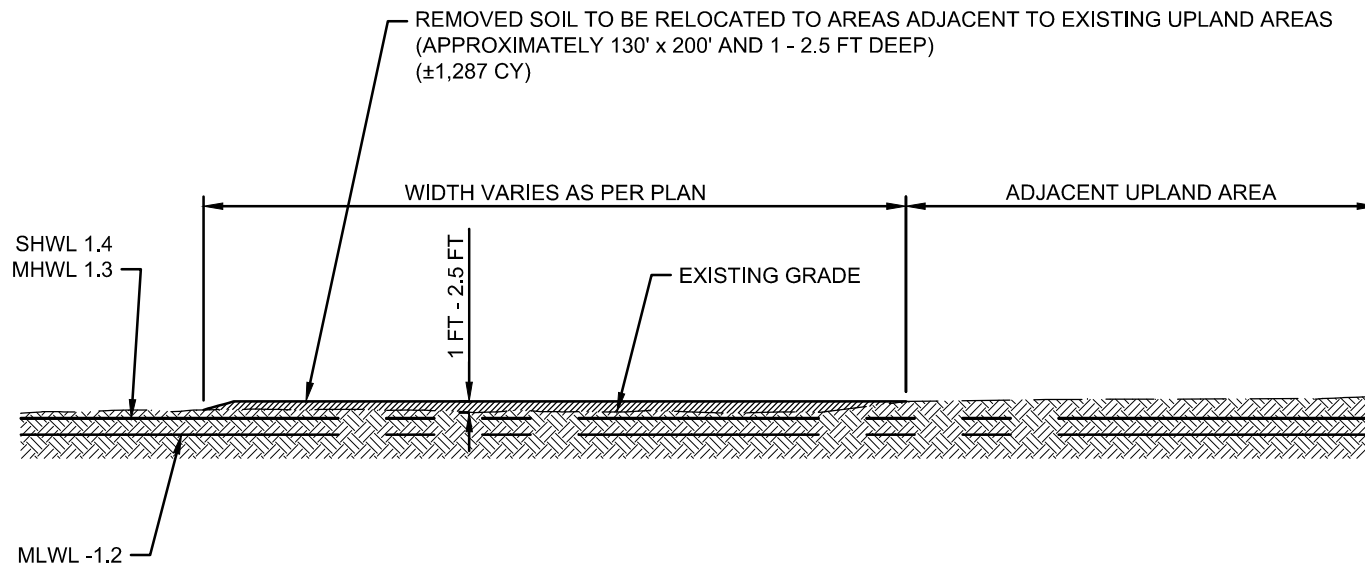 REMOVED SOIL TO BE RELOCATED TO AREAS ADJACENT TO EXISTING UPLAND AREAS
(APPROXIMATELY 130' x 200' AND 1 - 2.5 FT DEEP)
(±1,287 CY)
WIDTH VARIES AS PER PLAN
ADJACENT UPLAND AREA
SHWL 1.4
MHWL 1.3
1 FT - 2.5 FT
EXISTING GRADE
MLWL -1.2